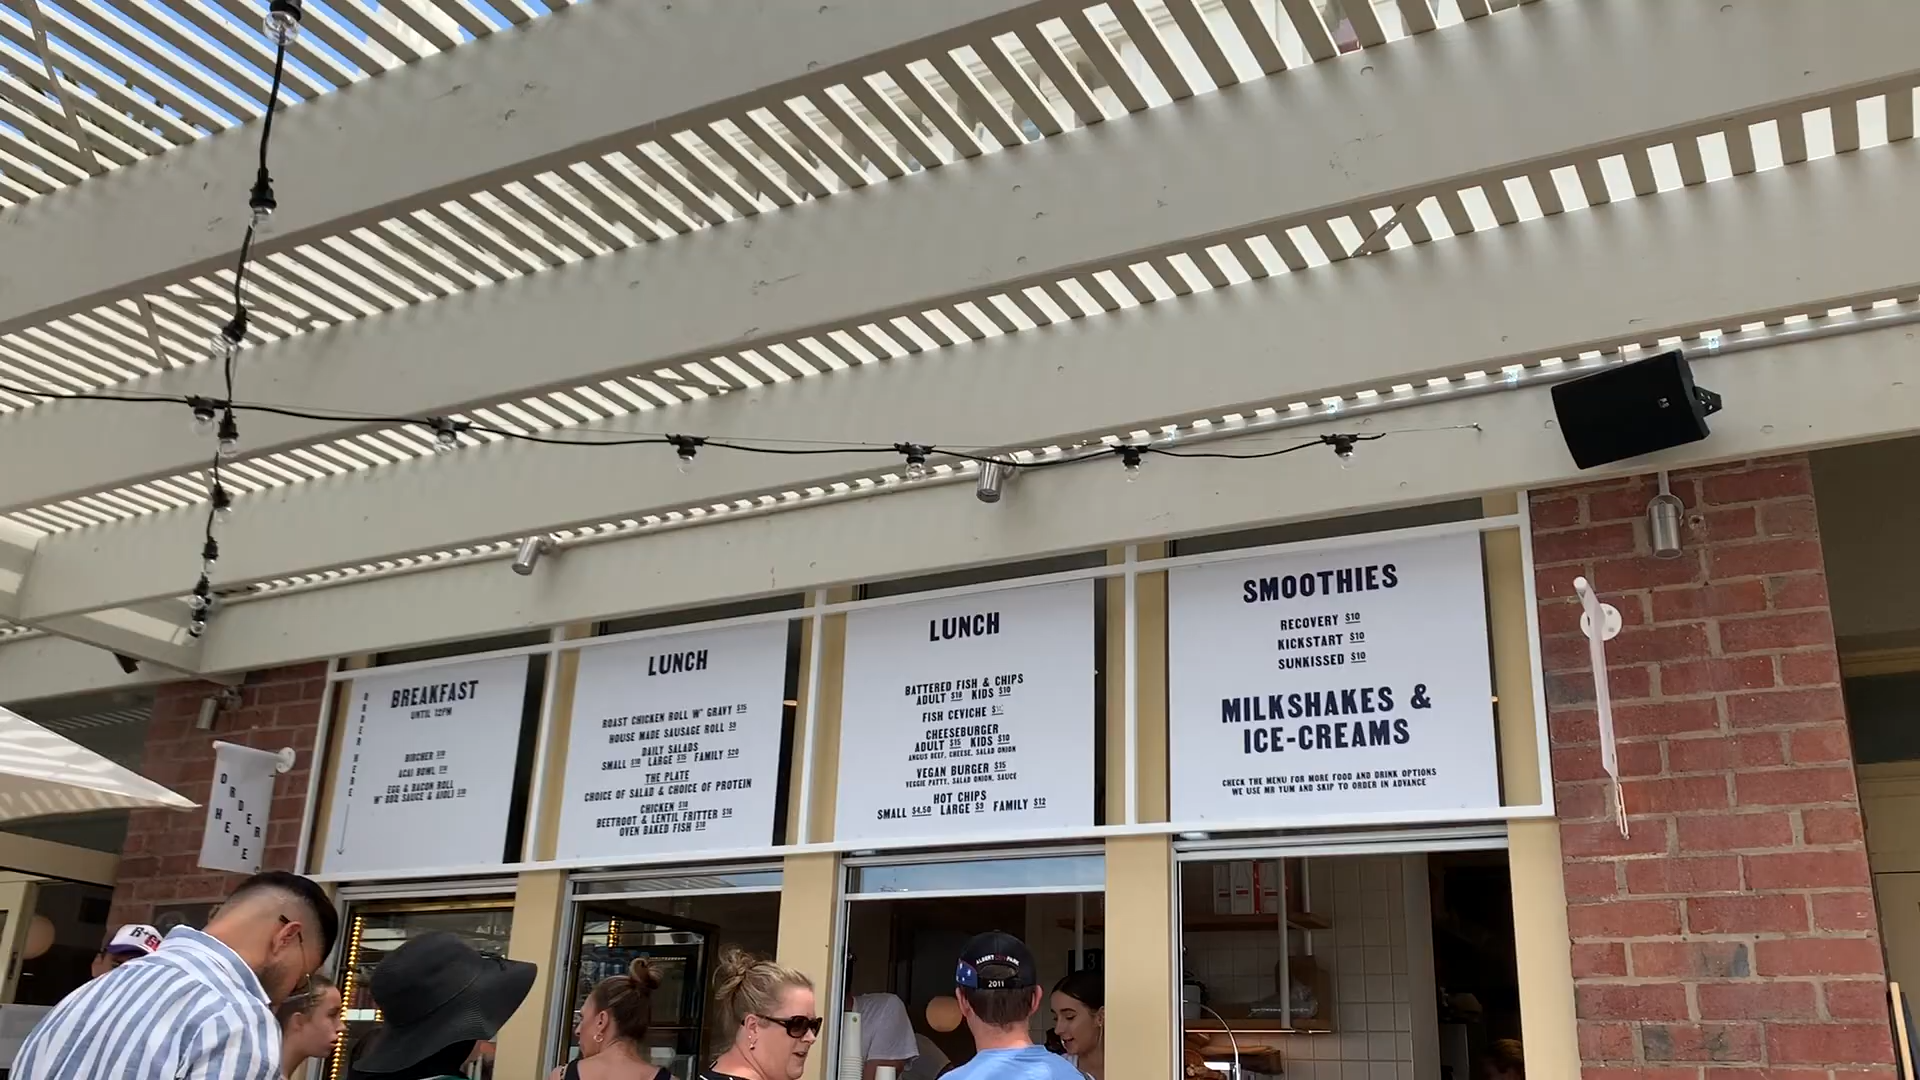 ORDER HERE
BREAKFAST
UNTIL 12PM
BIRCHER $10
ACAI BOWL
EGG & BACON ROLL
W" BBQ SAUCE & AIOLI $10
ORDER HERE
LUNCH
ROAST CHICKEN ROLL W" GRAVY $15
HOUSE MADE SAUSAGE ROLL $9
DAILY SALADS
SMALL $10 LARGE $15 FAMILY $20
THE PLATE
CHOICE OF SALAD & CHOICE OF PROTEIN
CHICKEN $18
BEETROOT & LENTIL FRITTER $16
OVEN BAKED FISH $18
LUNCH
BATTERED FISH & CHIPS
ADULT $18 KIDS $10
FISH CEVICHE
CHEESEBURGER
ADULT $15 KIDS $10
ANGUS BEEF, CHEESE, SALAD ONION
VEGAN BURGER $15
VEGGIE PATTY, SALAD ONION, SAUCE
HOT CHIPS
SMALL $4.50 LARGE $9 FAMILY $12
SMOOTHIES
RECOVERY $10
KICKSTART $10
SUNKISSED $10
MILKSHAKES &
ICE-CREAMS
CHECK THE MENU FOR MORE FOOD AND DRINK OPTIONS
WE USE MR YUM AND SKIP TO ORDER IN ADVANCE
ALBERT PARK
2011